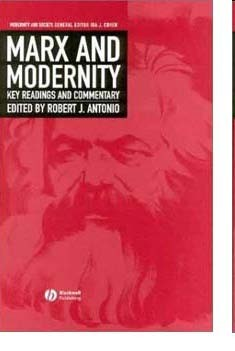 MODERNITY AND SOCIETY. GENERAL EDITOR: IRA J. COHEN
MARX AND
MODERNITY
KEY READINGS AND COMMENTARY
EDITED BY ROBERT J. ANTONIO
Blackwell
Publishing